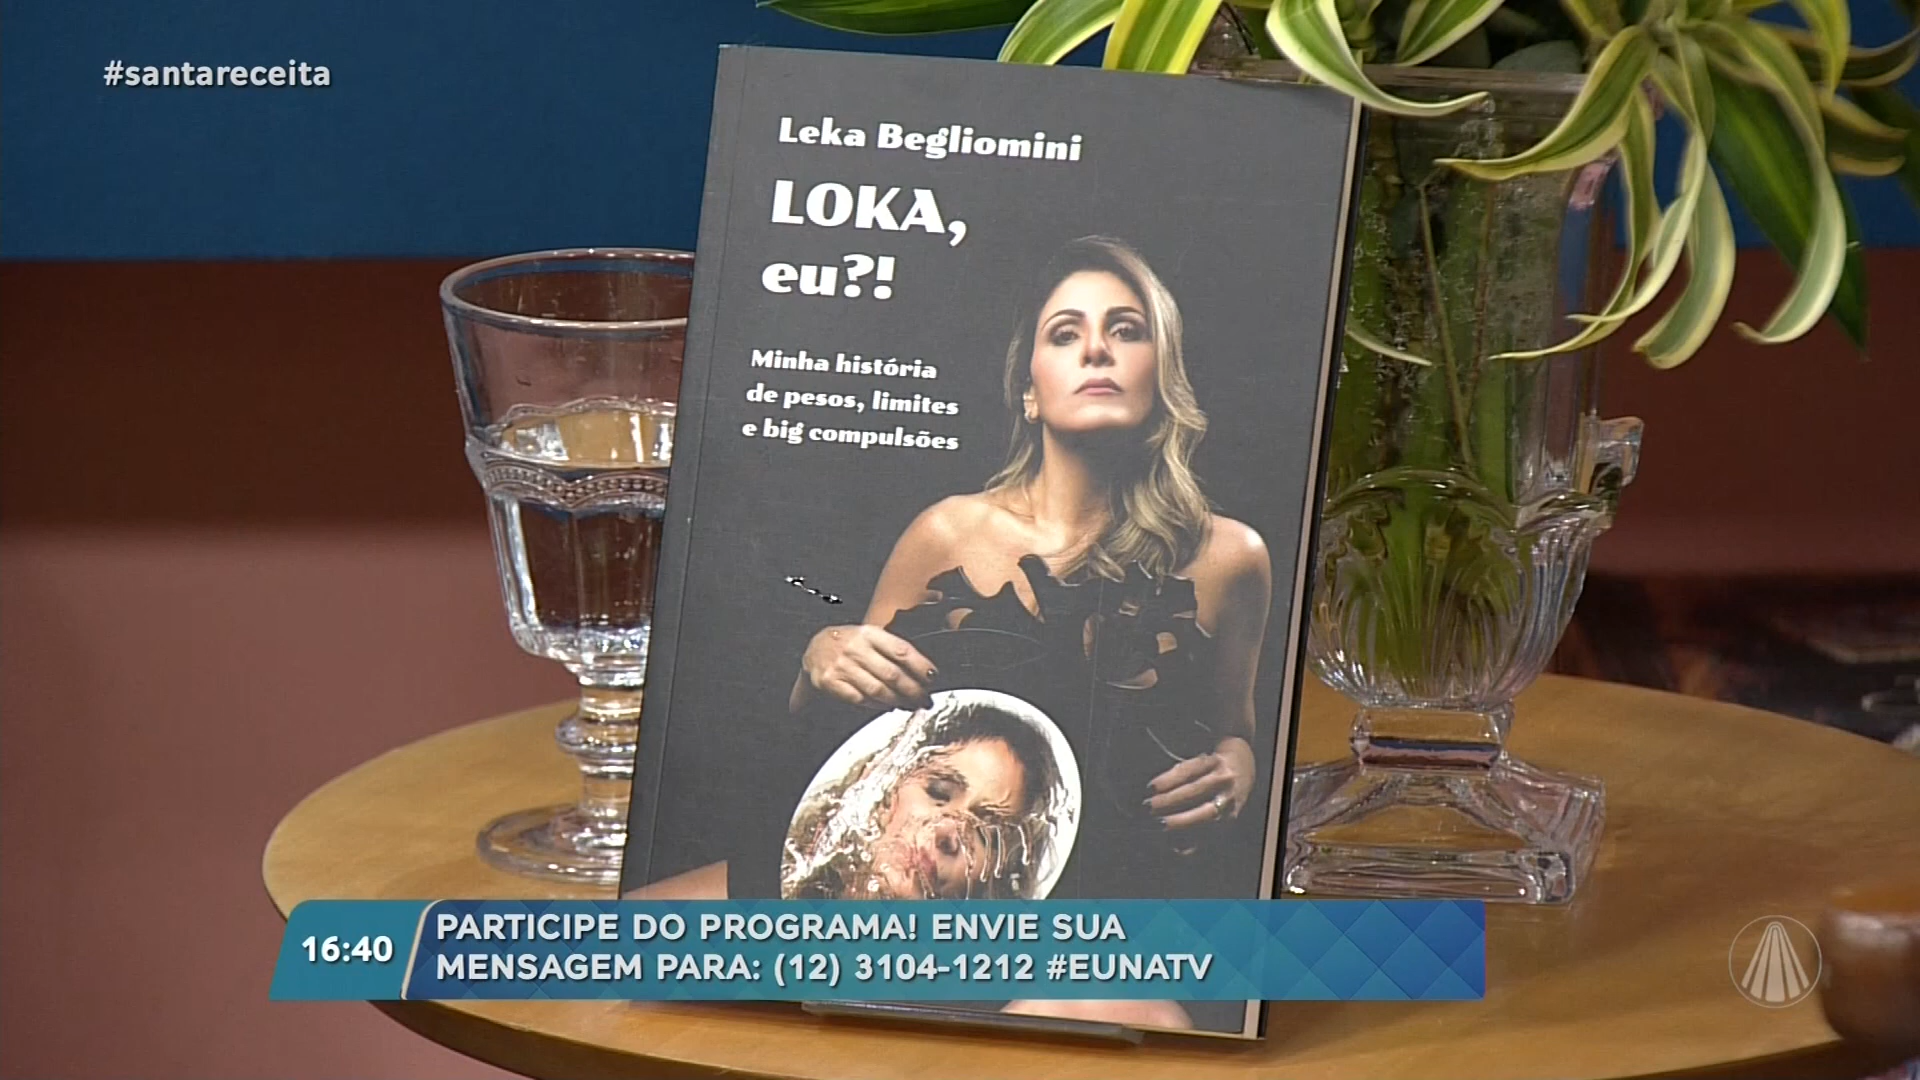 #santareceita
Leka Begliomini
LOKA,
eu?!
Minha história
de pesos, limites
e big compulsões
16:40
PARTICIPE DO PROGRAMA! ENVIE SUA
MENSAGEM PARA: (12) 3104-1212 #EUNATV